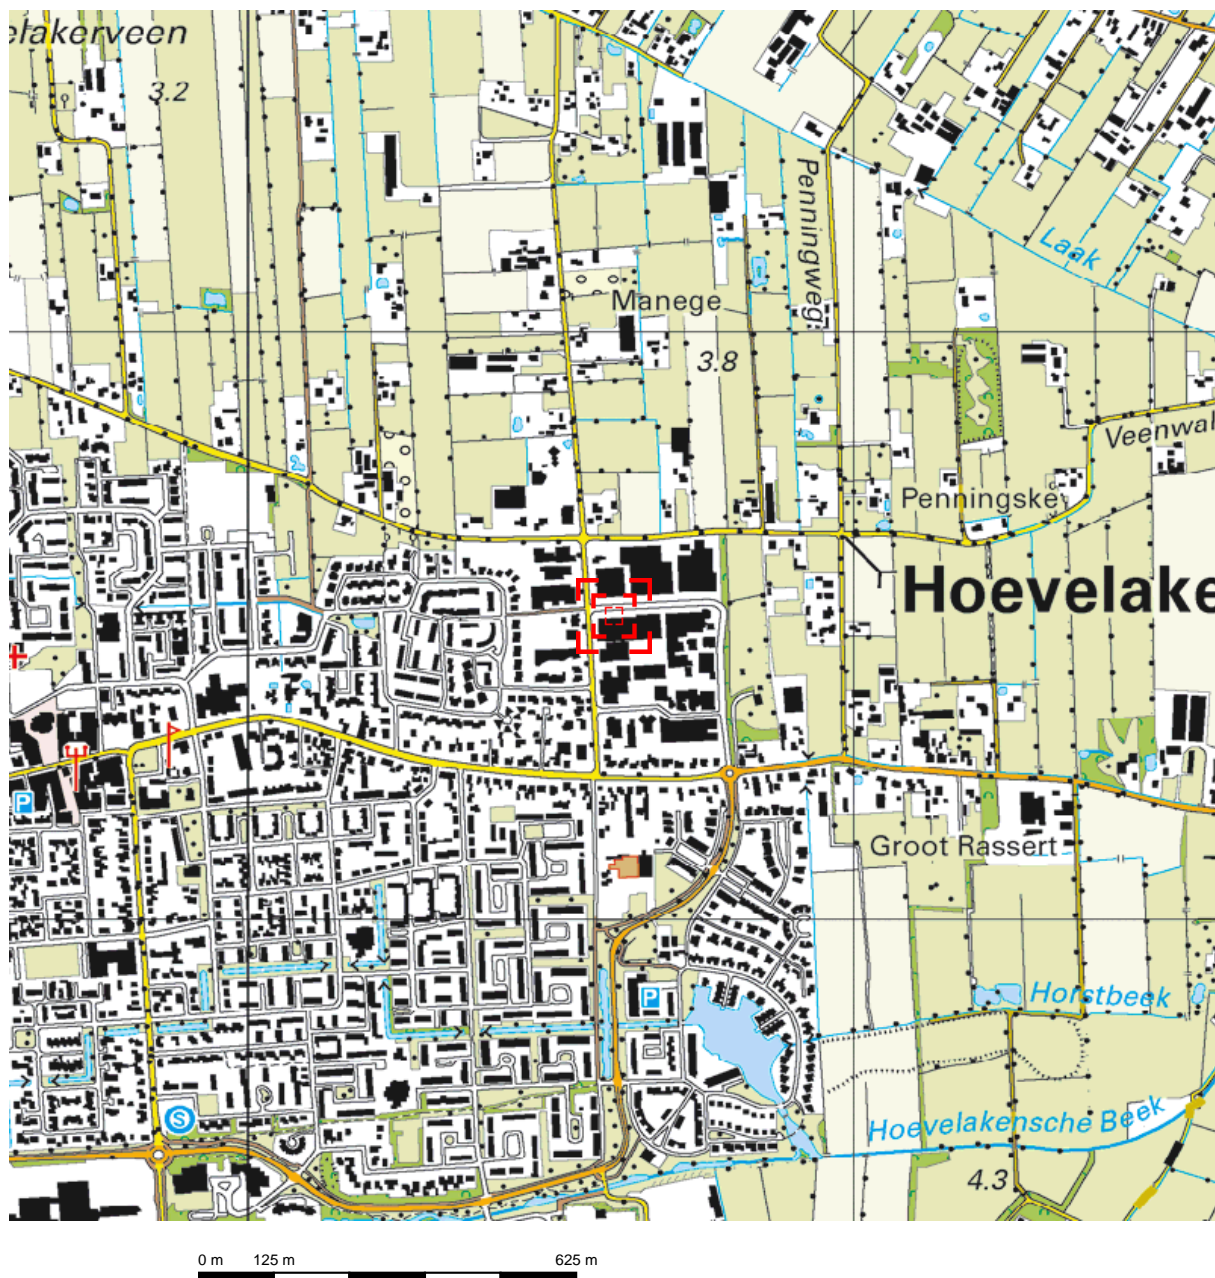 elakerveen
3.2
Penningweg
Laak
Manege
3.8
Veenwal
Penningske
Hoevelake
P
Groot Rassert
P
Horstbeek
S
Hoevelakensche Beek
4.3
0 m 125 m 625 m